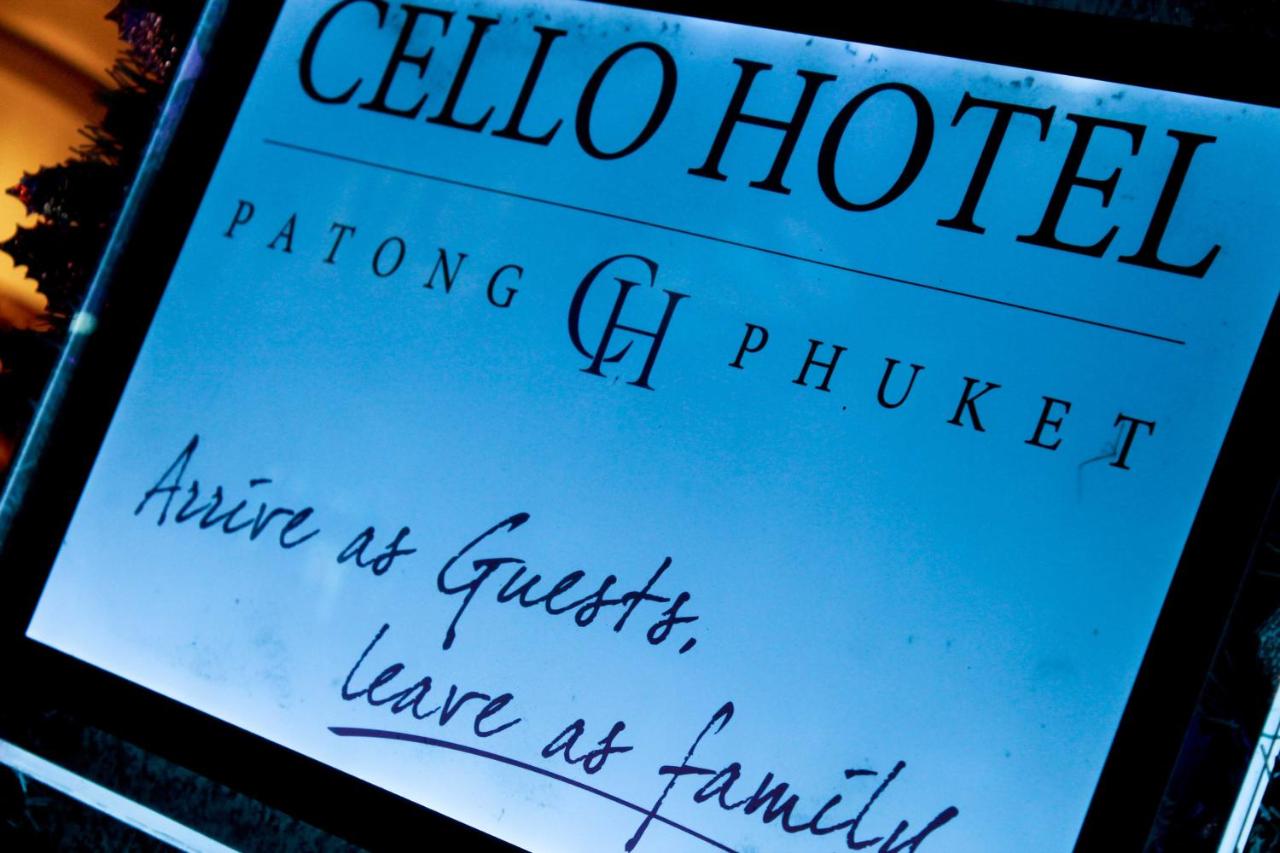 CELLO HOTEL
PATONG CH PHUKET
Arrive as Guests,
leave as family